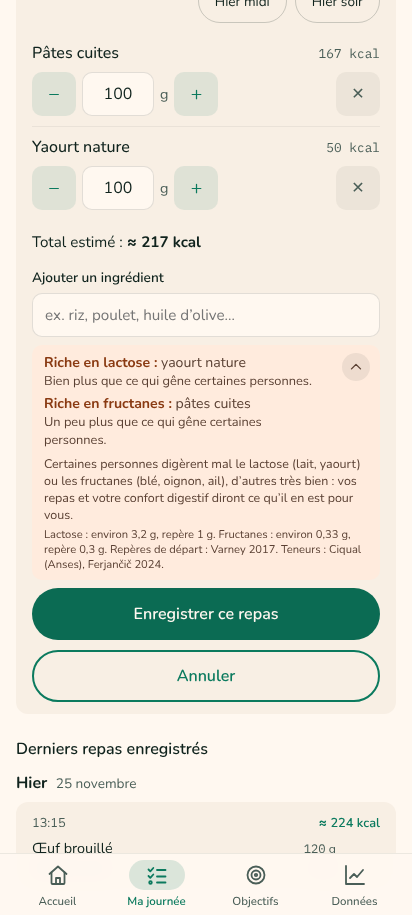 Hier midi Hier soir
Pâtes cuites 167 kcal
− 100 g + ×
Yaourt nature 50 kcal
− 100 g + ×
Total estimé : ≈ 217 kcal
Ajouter un ingrédient
ex. riz, poulet, huile d’olive…
Riche en lactose : yaourt nature
Bien plus que ce qui gêne certaines personnes.
Riche en fructanes : pâtes cuites
Un peu plus que ce qui gêne certaines
personnes.
Certaines personnes digèrent mal le lactose (lait, yaourt)
ou les fructanes (blé, oignon, ail), d’autres très bien : vos
repas et votre confort digestif diront ce qu’il en est pour
vous.
Lactose : environ 3,2 g, repère 1 g. Fructanes : environ 0,33 g,
repère 0,3 g. Repères de départ : Varney 2017. Teneurs : Ciqual
(Anses), Ferjančič 2024.
Enregistrer ce repas
Annuler
Derniers repas enregistrés
Hier 25 novembre
13:15 ≈ 224 kcal
Œuf brouillé 120 g
Accueil Ma journée Objectifs Données